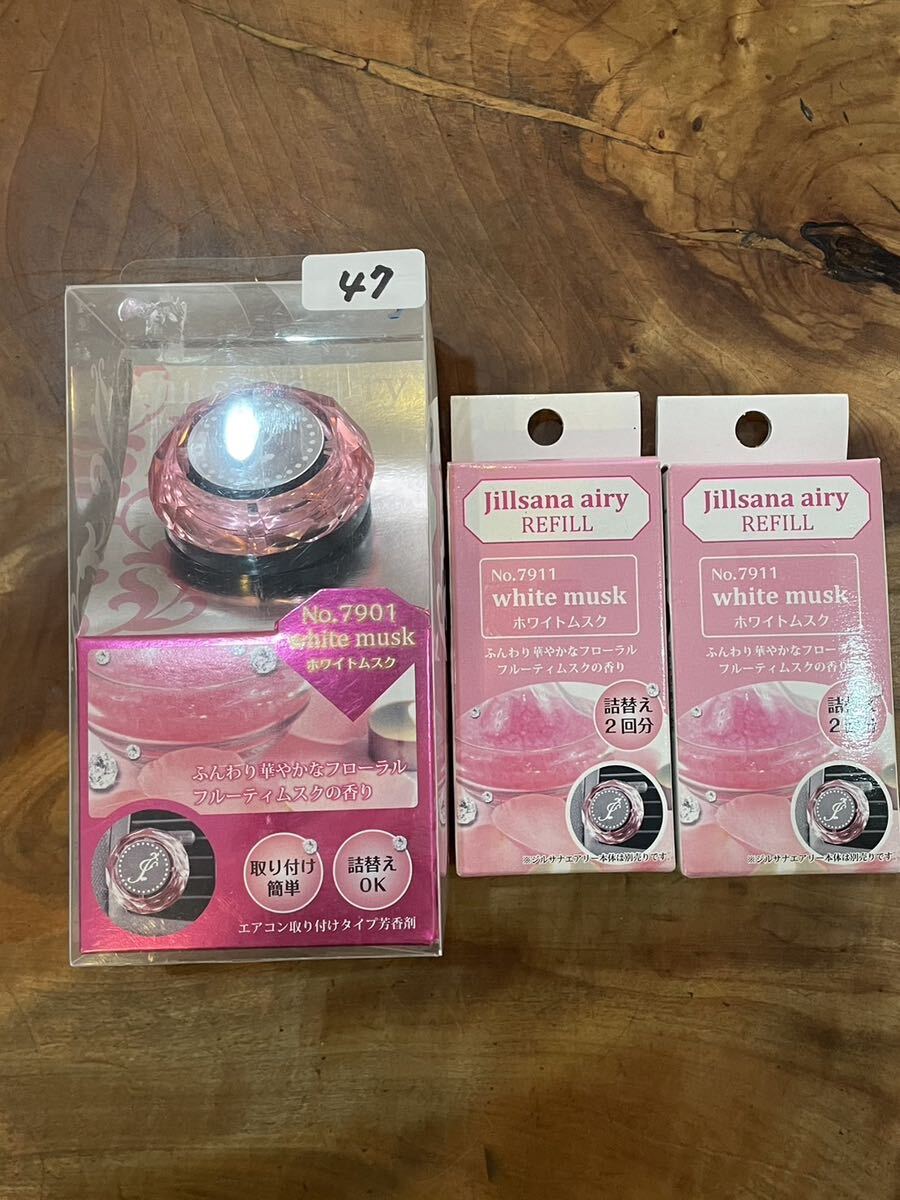 47
Jillsana airy
No.7901
white musk
ホワイトムスク
ふんわり華やかなフローラル
フルーティムスクの香り
取り付け
簡単
詰替え
OK
エアコン取り付けタイプ芳香剤
Jillsana airy
REFILL
No.7911
white musk
ホワイトムスク
ふんわり華やかなフローラル
フルーティムスクの香り
詰替え
2回分
※ジルサナエアリー本体は別売りです。
Jillsana airy
REFILL
No.7911
white musk
ホワイトムスク
ふんわり華やかなフローラル
フルーティムスクの香り
詰替え
2回分
※ジルサナエアリー本体は別売りです。